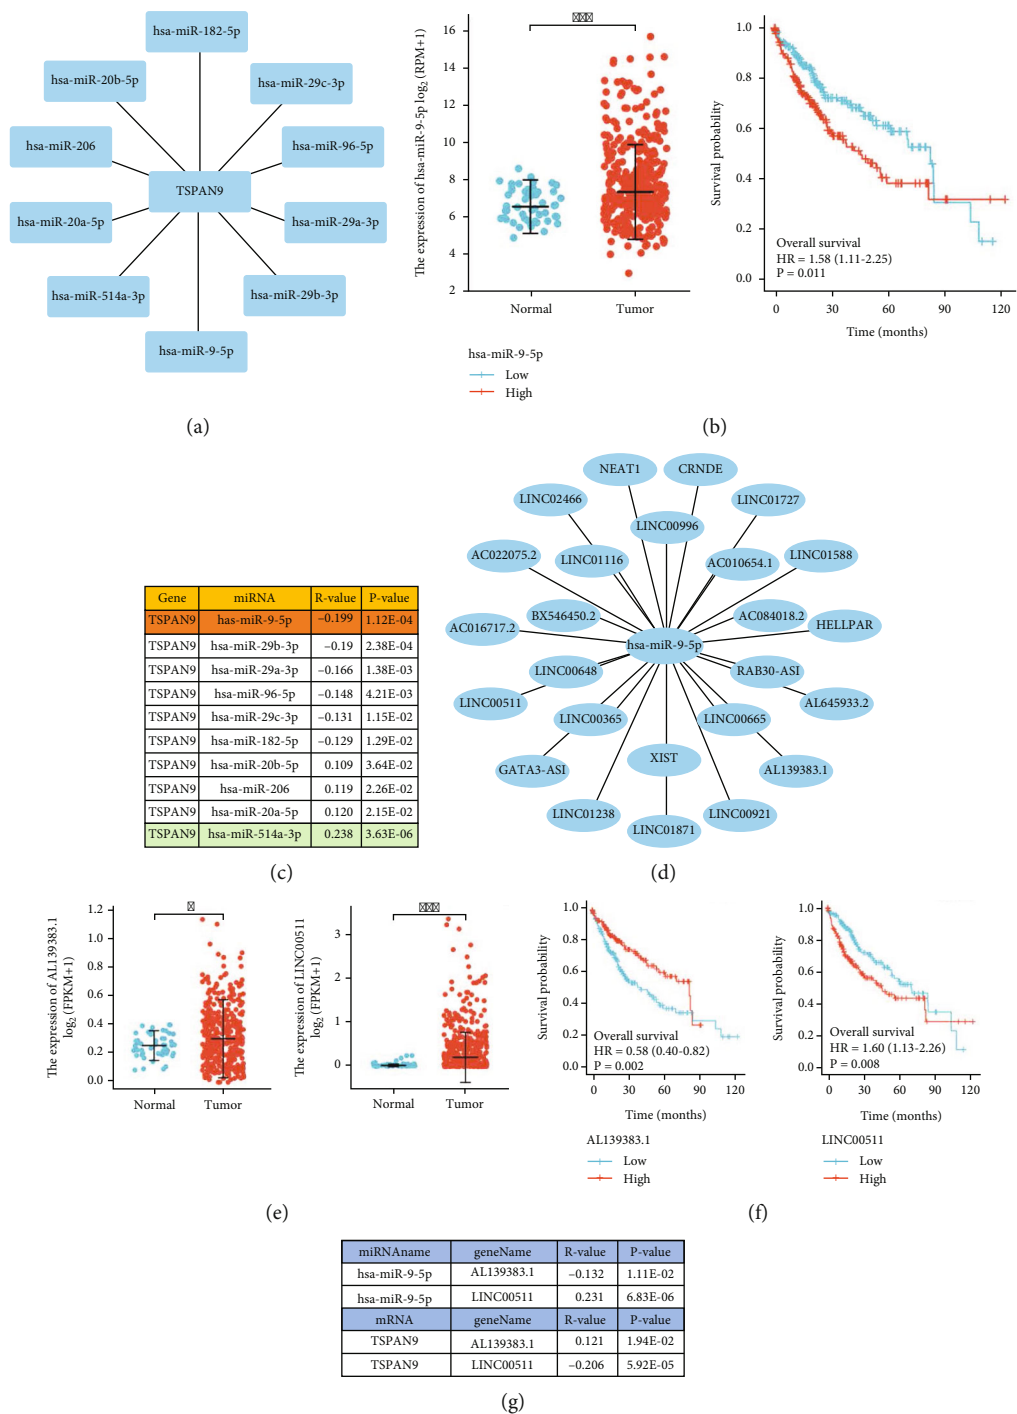 hsa-miR-182-5p
hsa-miR-20b-5p
hsa-miR-29c-3p
hsa-miR-206
hsa-miR-96-5p
TSPAN9
hsa-miR-20a-5p
hsa-miR-29a-3p
hsa-miR-514a-3p
hsa-miR-29b-3p
hsa-miR-9-5p
(a)
The expression of hsa-miR-9-5p log2 (RPM+1)
16
14
12
10
8
6
4
2
Normal Tumor
Survival probability
1.0
0.8
0.6
0.4
0.2
0.0
Overall survival
HR = 1.58 (1.11-2.25)
P = 0.011
0 30 60 90 120
Time (months)
hsa-miR-9-5p
Low
High
(b)
Gene miRNA R-value P-value
TSPAN9 has-miR-9-5p –0.199 1.12E-04
TSPAN9 hsa-miR-29b-3p –0.19 2.38E-04
TSPAN9 hsa-miR-29a-3p –0.166 1.38E-03
TSPAN9 hsa-miR-96-5p –0.148 4.21E-03
TSPAN9 hsa-miR-29c-3p –0.131 1.15E-02
TSPAN9 hsa-miR-182-5p –0.129 1.29E-02
TSPAN9 hsa-miR-20b-5p 0.109 3.64E-02
TSPAN9 hsa-miR-206 0.119 2.26E-02
TSPAN9 hsa-miR-20a-5p 0.120 2.15E-02
TSPAN9 hsa-miR-514a-3p 0.238 3.63E-06
(c)
NEAT1 CRNDE
LINC02466 LINC01727
LINC00996
AC022075.2 LINC01116 AC010654.1 LINC01588
BX546450.2 AC084018.2
AC016717.2 HELLPAR
hsa-miR-9-5p
LINC00648 RAB30-ASI
LINC00511 AL645933.2
LINC00365 LINC00665
XIST
GATA3-ASI AL139383.1
LINC01238 LINC00921
LINC01871
(d)
The expression of AL139383.1
log2 (FPKM+1)
1.2
1.0
0.8
0.6
0.4
0.2
0.0
Normal Tumor
The expression of LINC00511
log2 (FPKM+1)
3
2
1
0
Normal Tumor
(e)
Survival probability
1.0
0.8
0.6
0.4
0.2
0.0
Overall survival
HR = 0.58 (0.40-0.82)
P = 0.002
0 30 60 90 120
Time (months)
AL139383.1
Low
High
Survival probability
1.0
0.8
0.6
0.4
0.2
0.0
Overall survival
HR = 1.60 (1.13-2.26)
P = 0.008
0 30 60 90 120
Time (months)
LINC00511
Low
High
(f)
miRNAname geneName R-value P-value
hsa-miR-9-5p AL139383.1 –0.132 1.11E-02
hsa-miR-9-5p LINC00511 0.231 6.83E-06
mRNA geneName R-value P-value
TSPAN9 AL139383.1 0.121 1.94E-02
TSPAN9 LINC00511 –0.206 5.92E-05
(g)